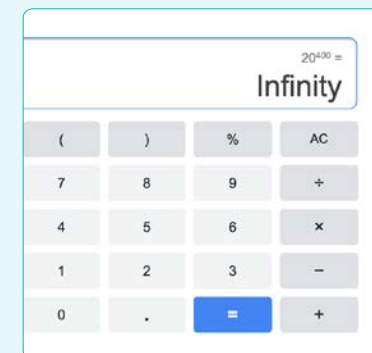 20⁴⁰⁰ =
Infinity
( ) % AC
7 8 9 ÷
4 5 6 ×
1 2 3 −
0 . = +